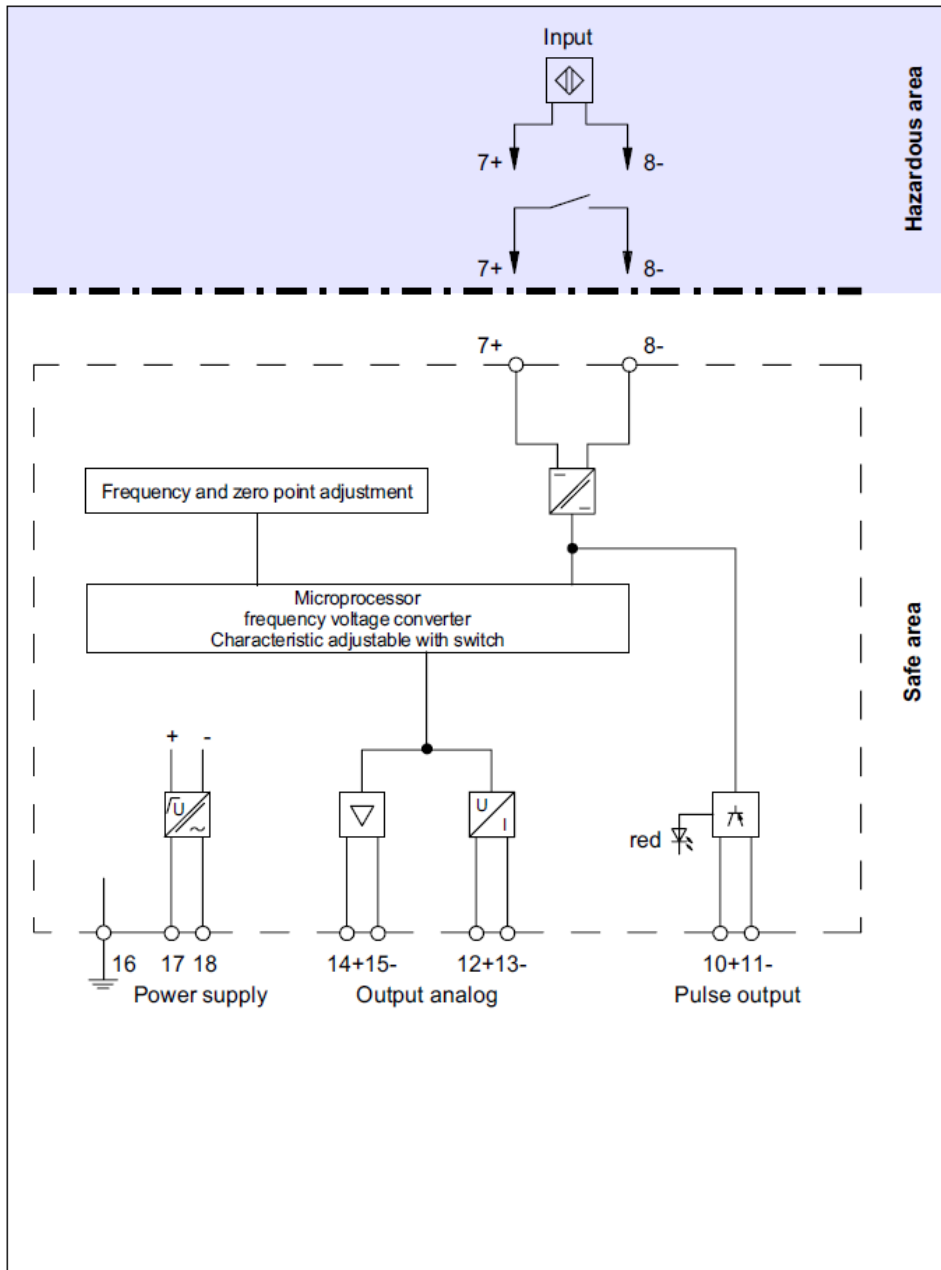 Input
Hazardous area
7+ 8-
7+ 8-
7+ 8-
Frequency and zero point adjustment
Microprocessor
frequency voltage converter
Characteristic adjustable with switch
Safe area
+ -
U
U
I
red
16 17 18 14+15- 12+13- 10+11-
Power supply Output analog Pulse output